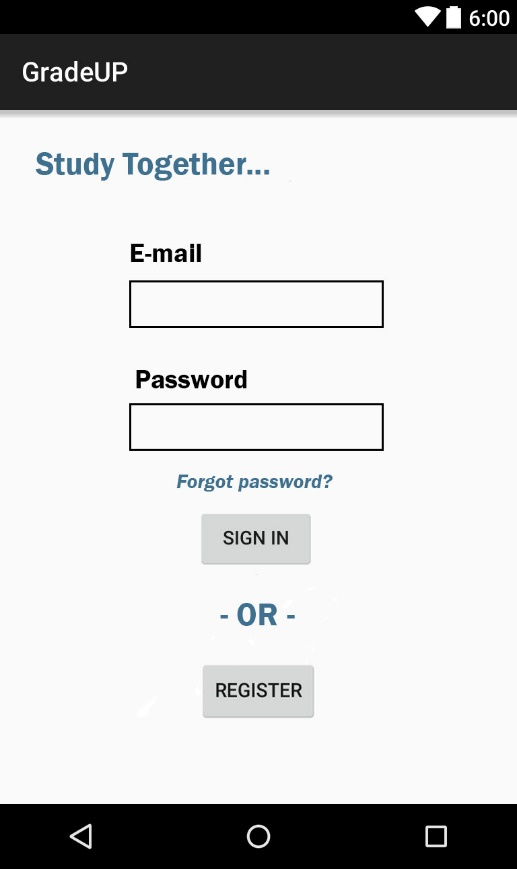 6:00
GradeUP
Study Together...
E-mail
Password
Forgot password?
SIGN IN
- OR -
REGISTER